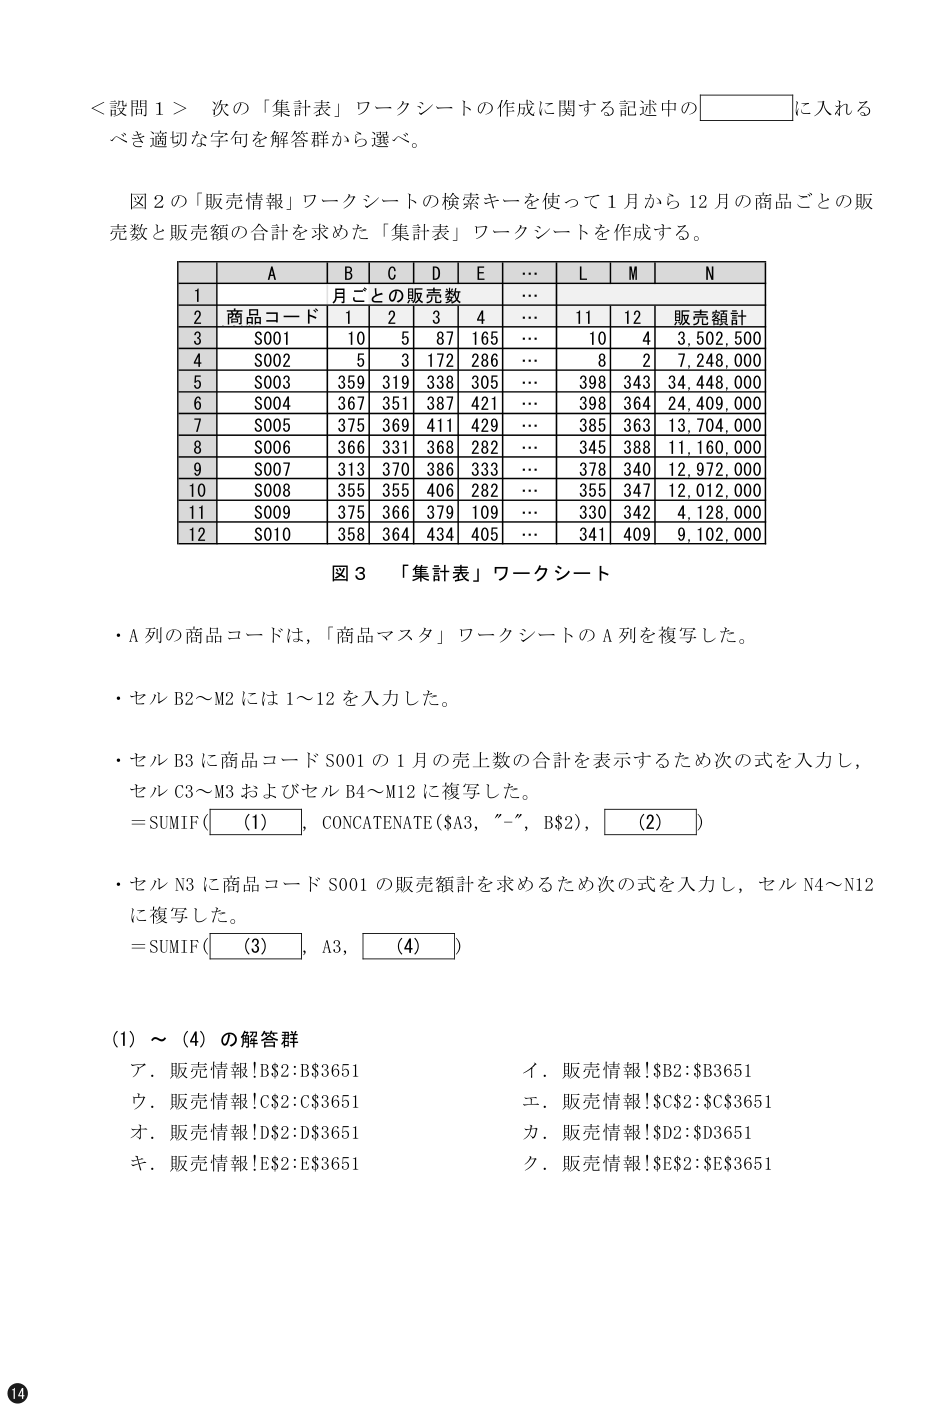 ＜設問１＞　次の「集計表」ワークシートの作成に関する記述中の　　　　に入れる
べき適切な字句を解答群から選べ。
図２の「販売情報」ワークシートの検索キーを使って１月から 12 月の商品ごとの販
売数と販売額の合計を求めた「集計表」ワークシートを作成する。
A B C D E … L M N
1 月ごとの販売数 …
2 商品コード 1 2 3 4 … 11 12 販売額計
3 S001 10 5 87 165 … 10 4 3,502,500
4 S002 5 3 172 286 … 8 2 7,248,000
5 S003 359 319 338 305 … 398 343 34,448,000
6 S004 367 351 387 421 … 398 364 24,409,000
7 S005 375 369 411 429 … 385 363 13,704,000
8 S006 366 331 368 282 … 345 388 11,160,000
9 S007 313 370 386 333 … 378 340 12,972,000
10 S008 355 355 406 282 … 355 347 12,012,000
11 S009 375 366 379 109 … 330 342 4,128,000
12 S010 358 364 434 405 … 341 409 9,102,000
図３　「集計表」ワークシート
・A 列の商品コードは，「商品マスタ」ワークシートの A 列を複写した。
・セル B2～M2 には 1～12 を入力した。
・セル B3 に商品コード S001 の 1 月の売上数の合計を表示するため次の式を入力し，
セル C3～M3 およびセル B4～M12 に複写した。
＝SUMIF( (1) , CONCATENATE($A3, "-", B$2), (2) )
・セル N3 に商品コード S001 の販売額計を求めるため次の式を入力し，セル N4～N12
に複写した。
＝SUMIF( (3) , A3, (4) )
(1) ～ (4) の解答群
ア．販売情報!B$2:B$3651　イ．販売情報!$B2:$B3651
ウ．販売情報!C$2:C$3651　エ．販売情報!$C$2:$C$3651
オ．販売情報!D$2:D$3651　カ．販売情報!$D2:$D3651
キ．販売情報!E$2:E$3651　ク．販売情報!$E$2:$E$3651
14